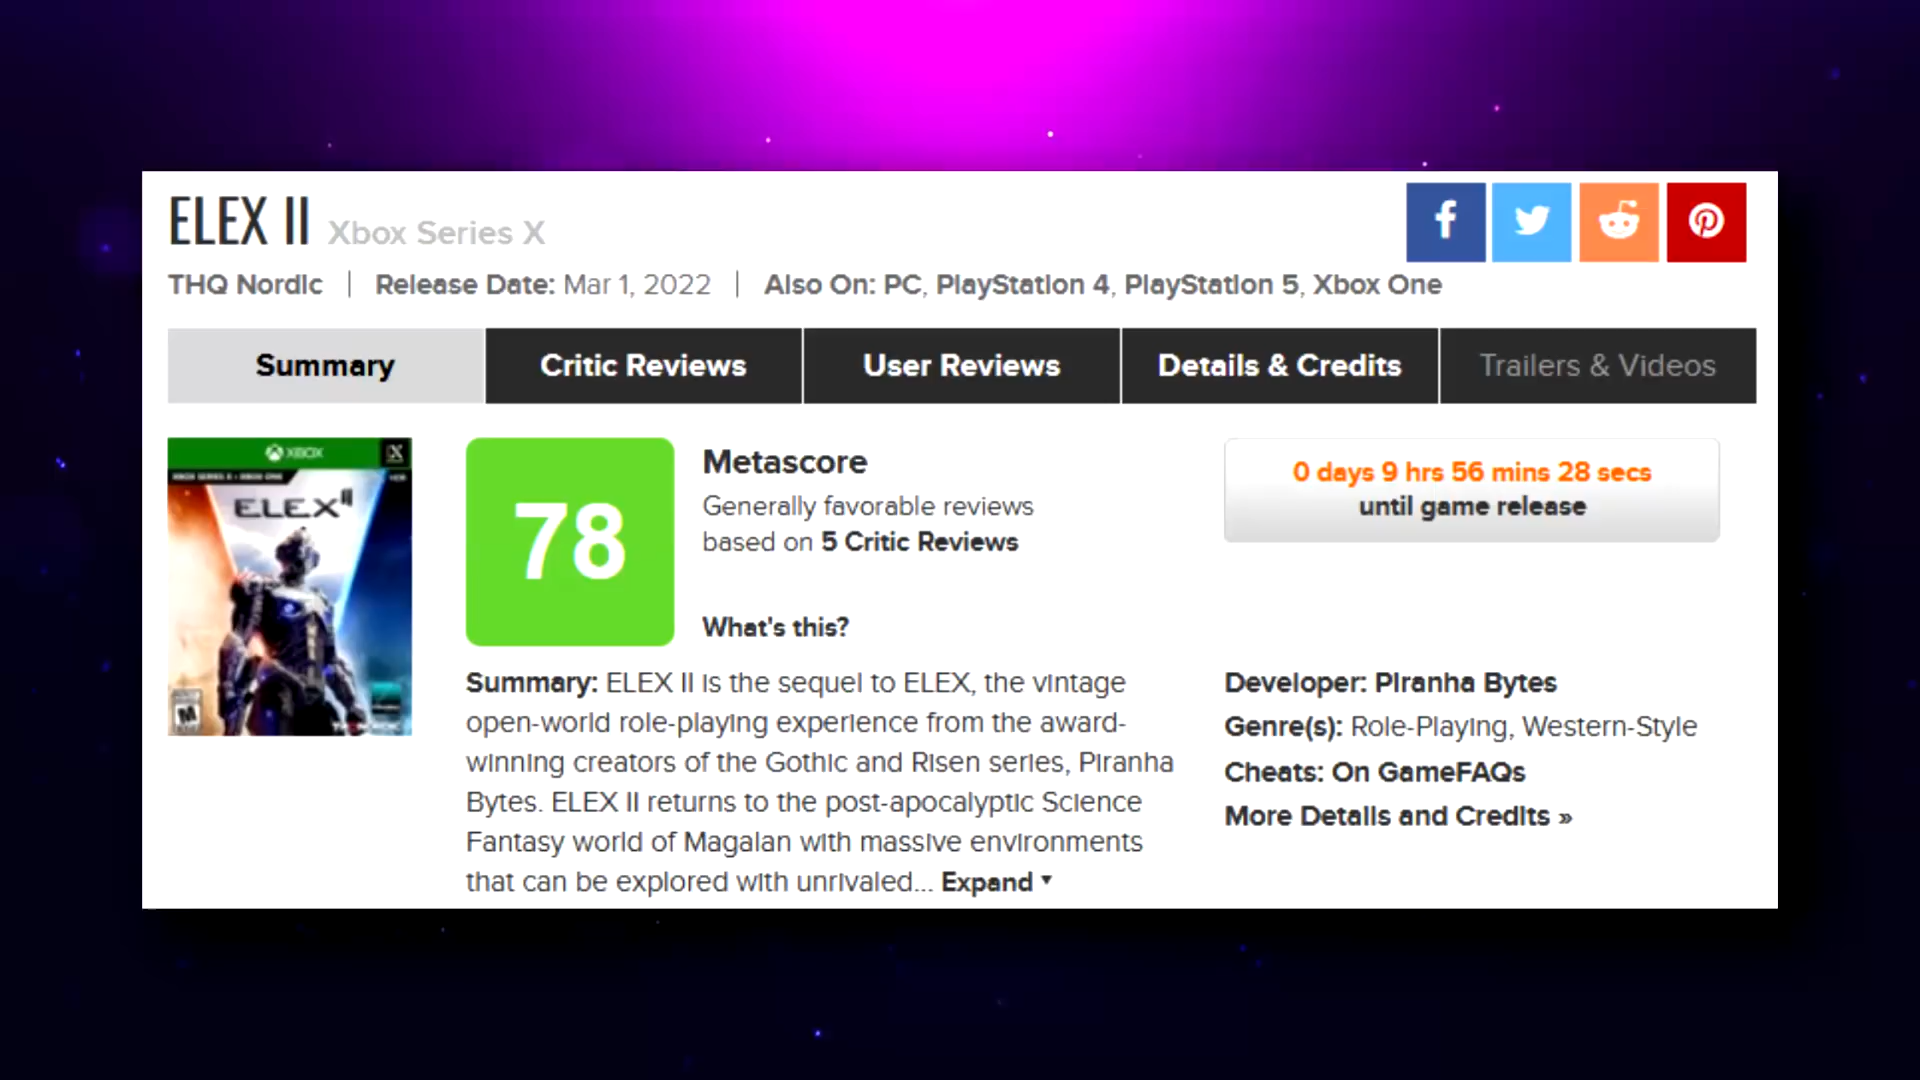 ELEX II Xbox Series X
THQ Nordic | Release Date: Mar 1, 2022 | Also On: PC, PlayStation 4, PlayStation 5, Xbox One
Summary Critic Reviews User Reviews Details & Credits Trailers & Videos
XBOX
XBOX SERIES X • XBOX ONE
ELEX II
M
78
Metascore
Generally favorable reviews
based on 5 Critic Reviews
What's this?
0 days 9 hrs 56 mins 28 secs
until game release
Summary: ELEX II is the sequel to ELEX, the vintage
open-world role-playing experience from the award-
winning creators of the Gothic and Risen series, Piranha
Bytes. ELEX II returns to the post-apocalyptic Science
Fantasy world of Magalan with massive environments
that can be explored with unrivaled... Expand ▼
Developer: Piranha Bytes
Genre(s): Role-Playing, Western-Style
Cheats: On GameFAQs
More Details and Credits »